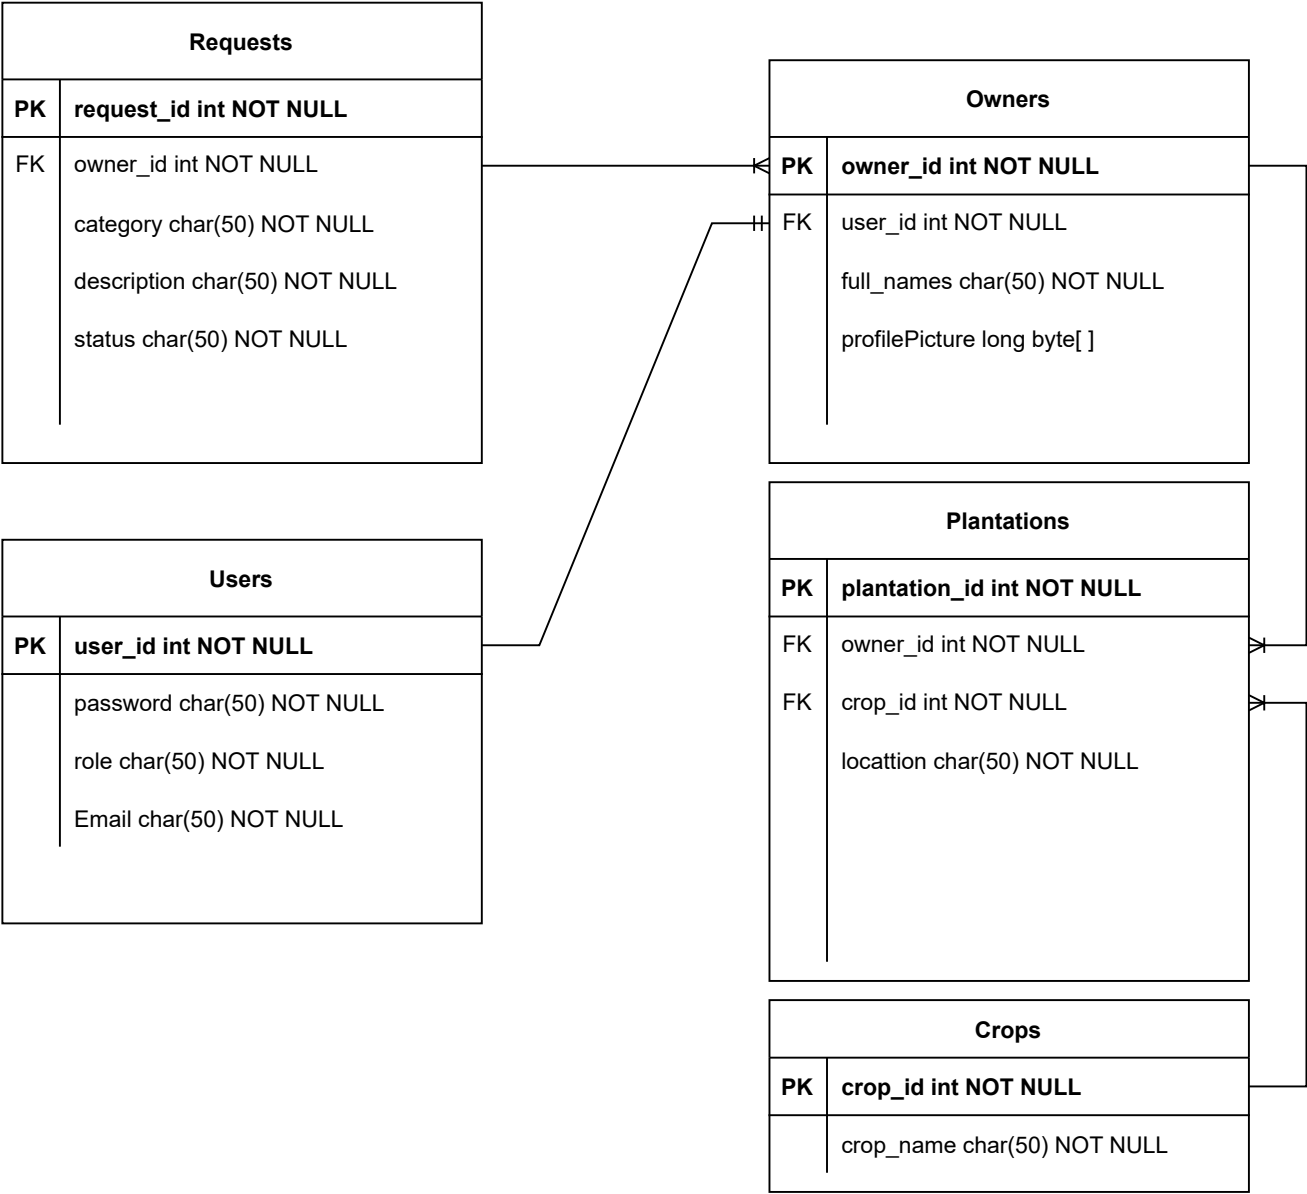 Requests
PK request_id int NOT NULL
FK owner_id int NOT NULL
category char(50) NOT NULL
description char(50) NOT NULL
status char(50) NOT NULL
Owners
PK owner_id int NOT NULL
FK user_id int NOT NULL
full_names char(50) NOT NULL
profilePicture long byte[ ]
Users
PK user_id int NOT NULL
password char(50) NOT NULL
role char(50) NOT NULL
Email char(50) NOT NULL
Plantations
PK plantation_id int NOT NULL
FK owner_id int NOT NULL
FK crop_id int NOT NULL
locattion char(50) NOT NULL
Crops
PK crop_id int NOT NULL
crop_name char(50) NOT NULL